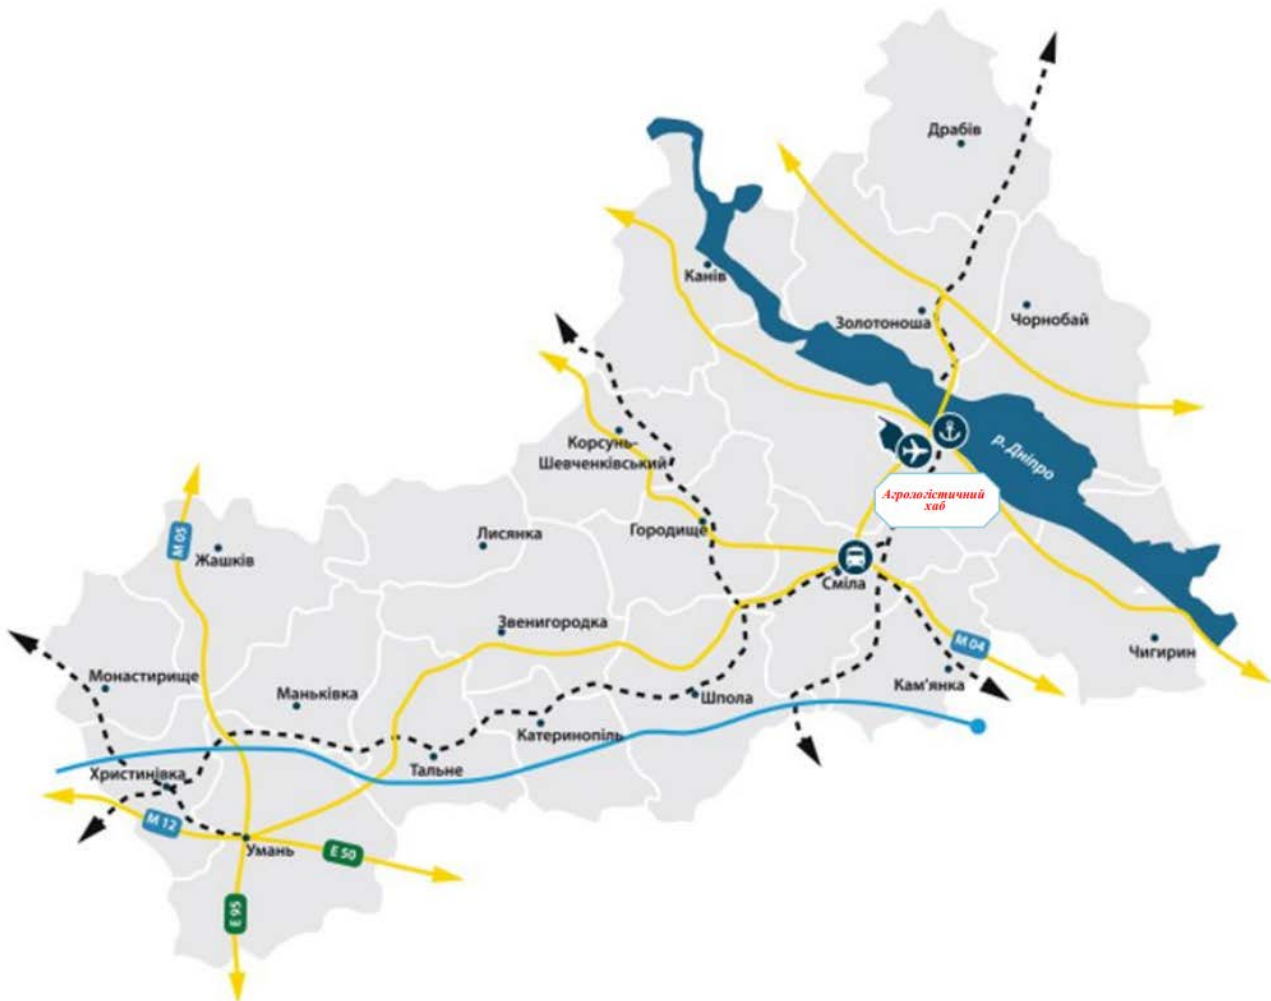 Драбів
Канів
Золотоноша
Чорнобай
Корсунь-
Шевченківський
р. Дніпро
Агрологістичний
хаб
Городище
М 05
Лисянка
Жашків
Сміла
Звенигородка
М 04
Чигирин
Монастирище
Маньківка
Кам'янка
Шпола
Катеринопіль
Тальне
Христинівка
М 12
Умань
Е 50
Е 95